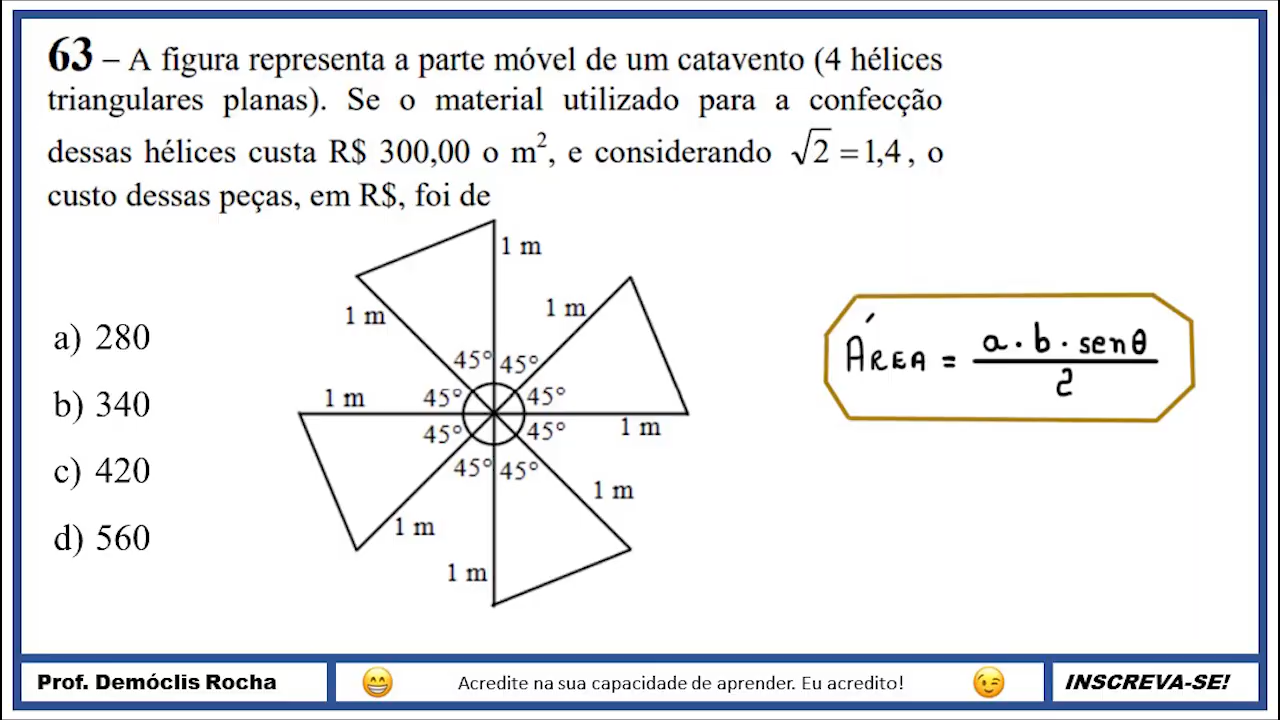 63 – A figura representa a parte móvel de um catavento (4 hélices
triangulares planas). Se o material utilizado para a confecção
dessas hélices custa R$ 300,00 o m², e considerando √2 = 1,4 , o
custo dessas peças, em R$, foi de
a) 280
b) 340
c) 420
d) 560
1 m
1 m
1 m
1 m
1 m
1 m
1 m
1 m
45°
45°
45°
45°
45°
45°
45°
45°
ÁREA = a · b · senθ / 2
Prof. Demóclis Rocha
Acredite na sua capacidade de aprender. Eu acredito!
INSCREVA-SE!